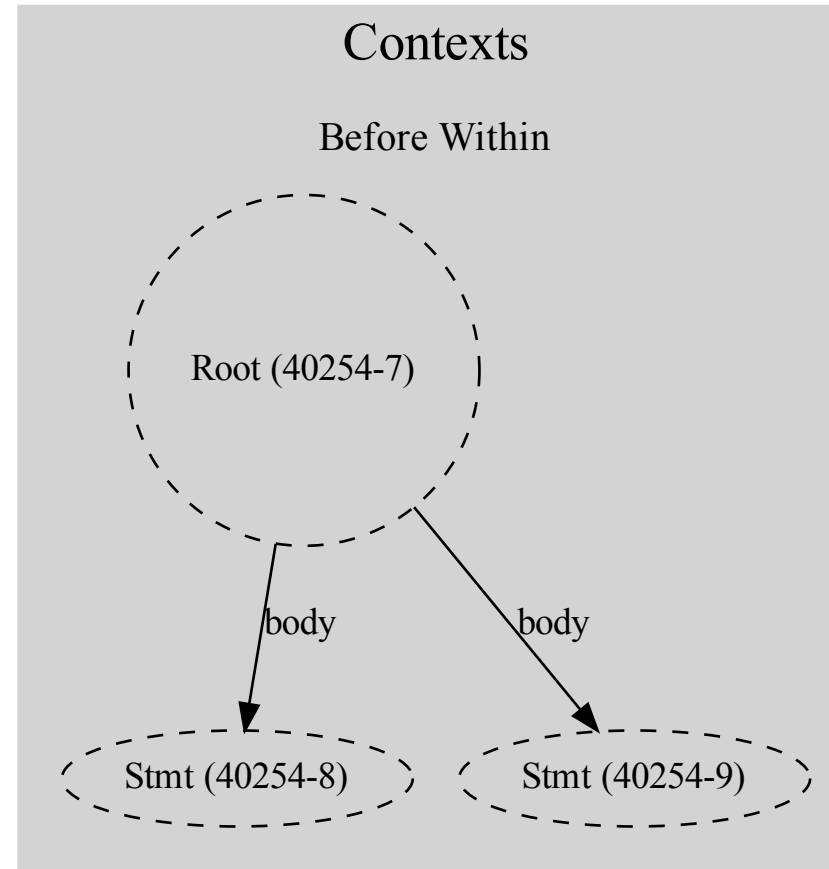 Contexts
Before Within
Root (40254-7)
body
body
Stmt (40254-8)
Stmt (40254-9)